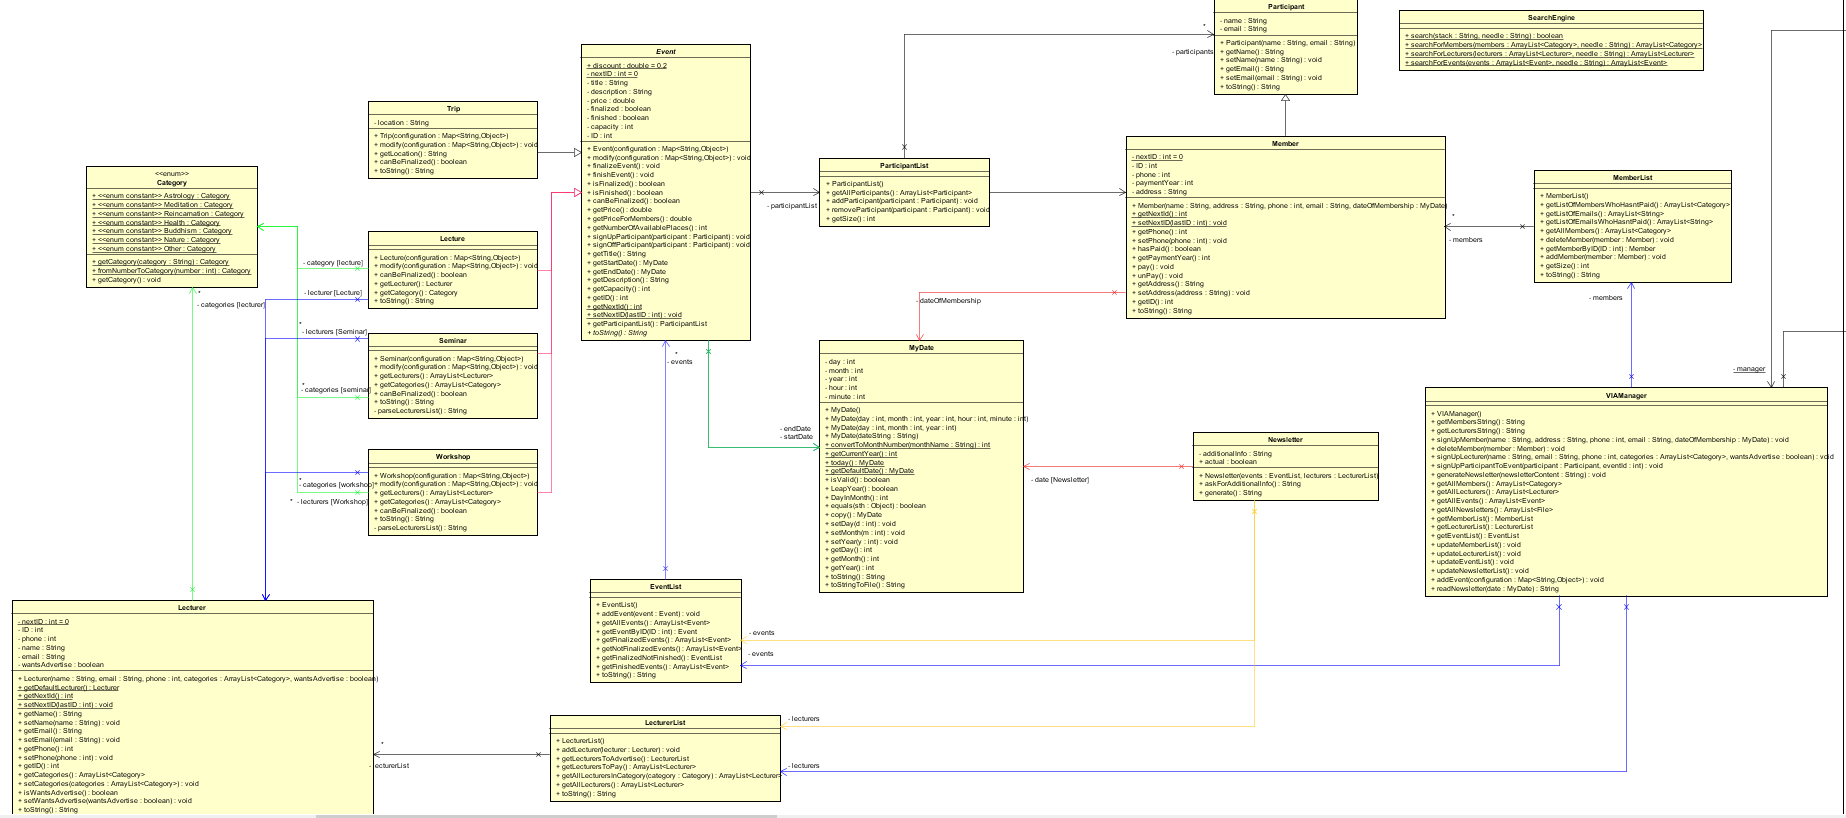 Participant
- name : String
- email : String
+ Participant(name : String, email : String)
+ getName() : String
+ setName(name : String) : void
+ getEmail() : String
+ setEmail(email : String) : void
+ toString() : String
SearchEngine
+ search(stack : String, needle : String) : boolean
+ searchForMembers(members : ArrayList<Category>, needle : String) : ArrayList<Category>
+ searchForLecturers(lecturers : ArrayList<Lecturer>, needle : String) : ArrayList<Lecturer>
+ searchForEvents(events : ArrayList<Event>, needle : String) : ArrayList<Event>
*
- participants
Event
+ discount : double = 0.2
- nextID : int = 0
- title : String
- description : String
- price : double
- finalized : boolean
- finished : boolean
- capacity : int
- ID : int
+ Event(configuration : Map<String,Object>)
+ modify(configuration : Map<String,Object>) : void
+ finalizeEvent() : void
+ finishEvent() : void
+ isFinalized() : boolean
+ isFinished() : boolean
+ canBeFinalized() : boolean
+ getPrice() : double
+ getPriceForMembers() : double
+ getNumberOfAvailablePlaces() : int
+ signUpParticipant(participant : Participant) : void
+ signOffParticipant(participant : Participant) : void
+ getTitle() : String
+ getStartDate() : MyDate
+ getEndDate() : MyDate
+ getDescription() : String
+ getCapacity() : int
+ getID() : int
+ getNextId() : int
+ setNextID(lastID : int) : void
+ getParticipantList() : ParticipantList
+ toString() : String
Trip
- location : String
+ Trip(configuration : Map<String,Object>)
+ modify(configuration : Map<String,Object>) : void
+ getLocation() : String
+ canBeFinalized() : boolean
+ toString() : String
<<enum>>
Category
+ <<enum constant>> Astrology : Category
+ <<enum constant>> Meditation : Category
+ <<enum constant>> Reincarnation : Category
+ <<enum constant>> Health : Category
+ <<enum constant>> Buddhism : Category
+ <<enum constant>> Nature : Category
+ <<enum constant>> Other : Category
+ getCategory(category : String) : Category
+ fromNumberToCategory(number : int) : Category
+ getCategory() : void
Lecture
+ Lecture(configuration : Map<String,Object>)
+ modify(configuration : Map<String,Object>) : void
+ canBeFinalized() : boolean
+ getLecturer() : Lecturer
+ getCategory() : Category
+ toString() : String
- category [lecture]
- lecturer [Lecture]
*
- categories [lecturer]
*
- lecturers [Seminar]
*
- categories [seminar]
Seminar
+ Seminar(configuration : Map<String,Object>)
+ modify(configuration : Map<String,Object>) : void
+ getLecturers() : ArrayList<Lecturer>
+ getCategories() : ArrayList<Category>
+ canBeFinalized() : boolean
+ toString() : String
- parseLecturersList() : String
Workshop
+ Workshop(configuration : Map<String,Object>)
+ modify(configuration : Map<String,Object>) : void
+ getLecturers() : ArrayList<Lecturer>
+ getCategories() : ArrayList<Category>
+ canBeFinalized() : boolean
+ toString() : String
- parseLecturersList() : String
*
- categories [workshop]
* - lecturers [Workshop]
ParticipantList
+ ParticipantList()
+ getAllPerticipants() : ArrayList<Participant>
+ addParticipant(participant : Participant) : void
+ removeParticipant(participant : Participant) : void
+ getSize() : int
- participantList
Member
- nextID : int = 0
- ID : int
- phone : int
- paymentYear : int
- address : String
+ Member(name : String, address : String, phone : int, email : String, dateOfMembership : MyDate)
+ getNextId() : int
+ setNextID(lastID : int) : void
+ getPhone() : int
+ setPhone(phone : int) : void
+ hasPaid() : boolean
+ getPaymentYear() : int
+ pay() : void
+ unPay() : void
+ getAddress() : String
+ setAddress(address : String) : void
+ getID() : int
+ toString() : String
MemberList
+ MemberList()
+ getListOfMembersWhoHasntPaid() : ArrayList<Category>
+ getListOfEmails() : ArrayList<String>
+ getListOfEmailsWhoHasntPaid() : ArrayList<String>
+ getAllMembers() : ArrayList<Category>
+ deleteMember(member : Member) : void
+ getMemberByID(ID : int) : Member
+ addMember(member : Member) : void
+ getSize() : int
+ toString() : String
*
- members
- members
- dateOfMembership
*
- events
MyDate
- day : int
- month : int
- year : int
- hour : int
- minute : int
+ MyDate()
+ MyDate(day : int, month : int, year : int, hour : int, minute : int)
+ MyDate(day : int, month : int, year : int)
+ MyDate(dateString : String)
+ convertToMonthNumber(monthName : String) : int
+ getCurrentYear() : int
+ today() : MyDate
+ getDefaultDate() : MyDate
+ isValid() : boolean
+ LeapYear() : boolean
+ DayInMonth() : int
+ equals(sth : Object) : boolean
+ copy() : MyDate
+ setDay(d : int) : void
+ setMonth(m : int) : void
+ setYear(y : int) : void
+ getDay() : int
+ getMonth() : int
+ getYear() : int
+ toString() : String
+ toStringToFile() : String
- endDate
- startDate
- manager
Newsletter
- additionalInfo : String
+ actual : boolean
+ Newsletter(events : EventList, lecturers : LecturerList)
+ askForAdditionalInfo() : String
+ generate() : String
- date [Newsletter]
VIAManager
+ VIAManager()
+ getMembersString() : String
+ getLecturersString() : String
+ signUpMember(name : String, address : String, phone : int, email : String, dateOfMembership : MyDate) : void
+ deleteMember(member : Member) : void
+ signUpLecturer(name : String, email : String, phone : int, categories : ArrayList<Category>, wantsAdvertise : boolean) : void
+ signUpParticipantToEvent(participant : Participant, eventId : int) : void
+ generateNewsletter(newsletterContent : String) : void
+ getAllMembers() : ArrayList<Category>
+ getAllLecturers() : ArrayList<Lecturer>
+ getAllEvents() : ArrayList<Event>
+ getAllNewsletters() : ArrayList<File>
+ getMemberList() : MemberList
+ getLecturerList() : LecturerList
+ getEventList() : EventList
+ updateMemberList() : void
+ updateLecturerList() : void
+ updateEventList() : void
+ updateNewsletterList() : void
+ addEvent(configuration : Map<String,Object>) : void
+ readNewsletter(date : MyDate) : String
EventList
+ EventList()
+ addEvent(event : Event) : void
+ getAllEvents() : ArrayList<Event>
+ getEventByID(ID : int) : Event
+ getFinalizedEvents() : ArrayList<Event>
+ getNotFinalizedEvents() : ArrayList<Event>
+ getFinalizedNotFinished() : EventList
+ getFinishedEvents() : ArrayList<Event>
+ toString() : String
- events
- events
Lecturer
- nextID : int = 0
- ID : int
- phone : int
- name : String
- email : String
- wantsAdvertise : boolean
+ Lecturer(name : String, email : String, phone : int, categories : ArrayList<Category>, wantsAdvertise : boolean)
+ getDefaultLecturer() : Lecturer
+ getNextId() : int
+ setNextID(lastID : int) : void
+ getName() : String
+ setName(name : String) : void
+ getEmail() : String
+ setEmail(email : String) : void
+ getPhone() : int
+ setPhone(phone : int) : void
+ getID() : int
+ getCategories() : ArrayList<Category>
+ setCategories(categories : ArrayList<Category>) : void
+ isWantsAdvertise() : boolean
+ setWantsAdvertise(wantsAdvertise : boolean) : void
+ toString() : String
*
- lecturerList
LecturerList
+ LecturerList()
+ addLecturer(lecturer : Lecturer) : void
+ getLecturersToAdvertise() : LecturerList
+ getLecturersToPay() : ArrayList<Lecturer>
+ getAllLecturersInCategory(category : Category) : ArrayList<Lecturer>
+ getAllLecturers() : ArrayList<Lecturer>
+ toString() : String
- lecturers
- lecturers